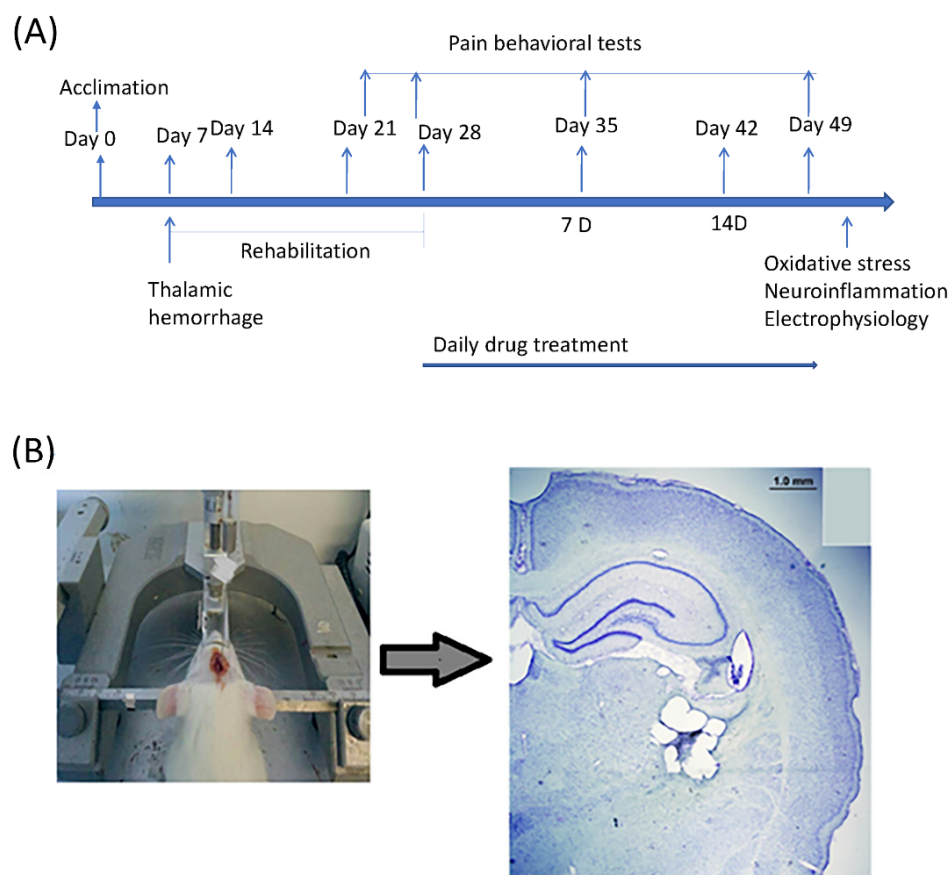 (A)
Pain behavioral tests
Acclimation
Day 0
Day 7
Day 14
Day 21
Day 28
Day 35
Day 42
Day 49
7 D
14D
Rehabilitation
Thalamic
hemorrhage
Oxidative stress
Neuroinflammation
Electrophysiology
Daily drug treatment
(B)
1.0 mm